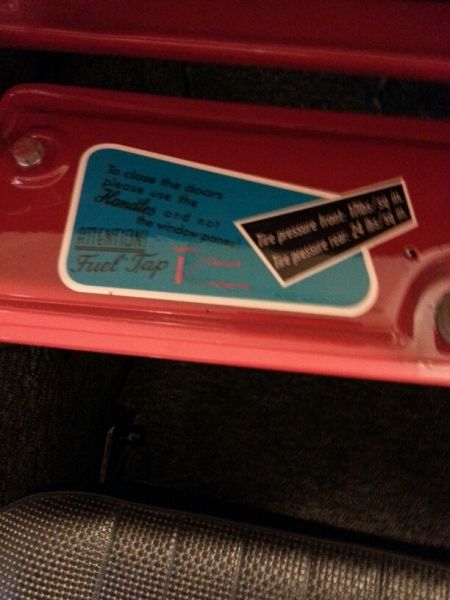 To close the doors
please use the
Handles and not
the window panes!
ATTENTION!
Fuel Tap
Tire pressure front: 17lbs/ sq in
Tire pressure rear: 24 lbs/ sq in